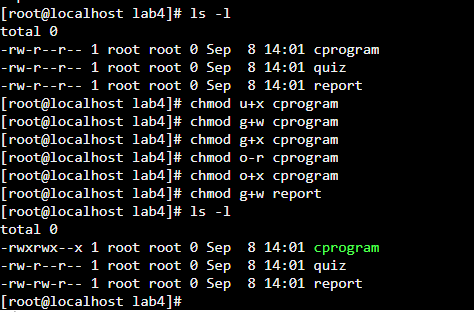 [root@localhost lab4]# ls -l
total 0
-rw-r--r-- 1 root root 0 Sep  8 14:01 cprogram
-rw-r--r-- 1 root root 0 Sep  8 14:01 quiz
-rw-r--r-- 1 root root 0 Sep  8 14:01 report
[root@localhost lab4]# chmod u+x cprogram
[root@localhost lab4]# chmod g+w cprogram
[root@localhost lab4]# chmod g+x cprogram
[root@localhost lab4]# chmod o-r cprogram
[root@localhost lab4]# chmod o+x cprogram
[root@localhost lab4]# chmod g+w report
[root@localhost lab4]# ls -l
total 0
-rwxrwx--x 1 root root 0 Sep  8 14:01 cprogram
-rw-r--r-- 1 root root 0 Sep  8 14:01 quiz
-rw-rw-r-- 1 root root 0 Sep  8 14:01 report
[root@localhost lab4]#